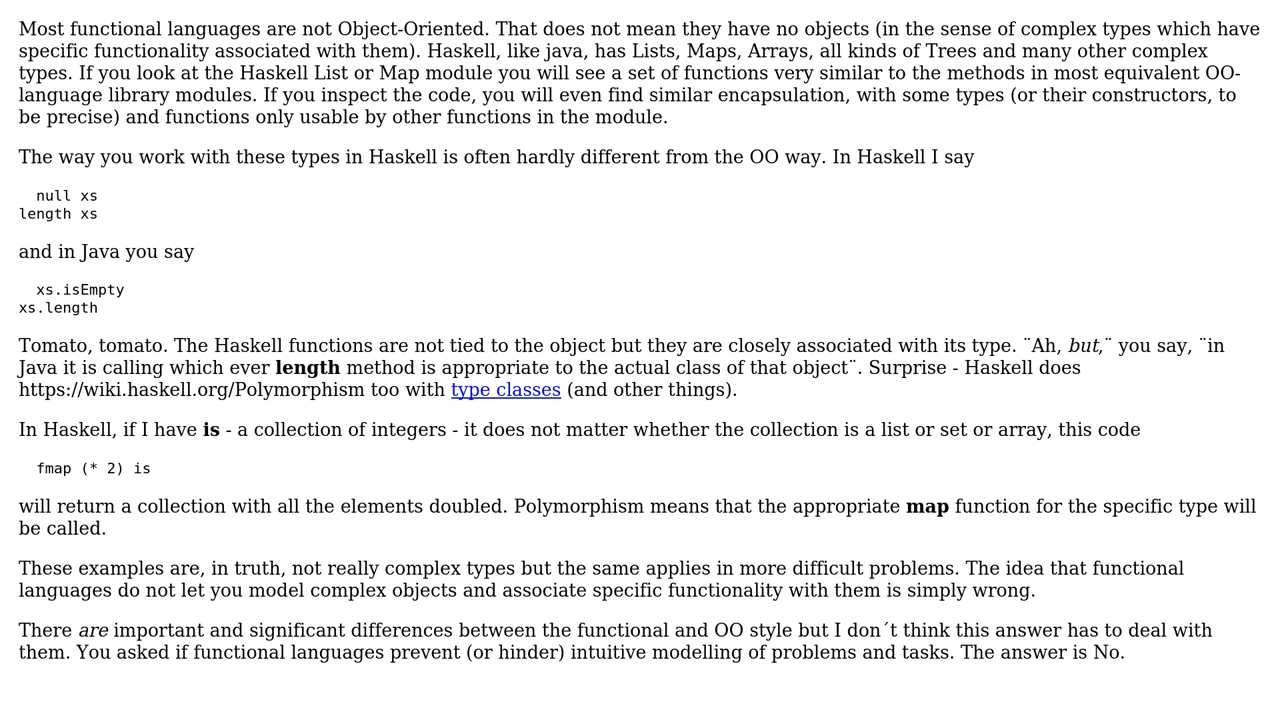 Most functional languages are not Object-Oriented. That does not mean they have no objects (in the sense of complex types which have
specific functionality associated with them). Haskell, like java, has Lists, Maps, Arrays, all kinds of Trees and many other complex
types. If you look at the Haskell List or Map module you will see a set of functions very similar to the methods in most equivalent OO-
language library modules. If you inspect the code, you will even find similar encapsulation, with some types (or their constructors, to
be precise) and functions only usable by other functions in the module.
The way you work with these types in Haskell is often hardly different from the OO way. In Haskell I say
null xs
length xs
and in Java you say
xs.isEmpty
xs.length
Tomato, tomato. The Haskell functions are not tied to the object but they are closely associated with its type. ¨Ah, but,¨ you say, ¨in
Java it is calling which ever length method is appropriate to the actual class of that object¨. Surprise - Haskell does
https://wiki.haskell.org/Polymorphism too with type classes (and other things).
In Haskell, if I have is - a collection of integers - it does not matter whether the collection is a list or set or array, this code
fmap (* 2) is
will return a collection with all the elements doubled. Polymorphism means that the appropriate map function for the specific type will
be called.
These examples are, in truth, not really complex types but the same applies in more difficult problems. The idea that functional
languages do not let you model complex objects and associate specific functionality with them is simply wrong.
There are important and significant differences between the functional and OO style but I don´t think this answer has to deal with
them. You asked if functional languages prevent (or hinder) intuitive modelling of problems and tasks. The answer is No.